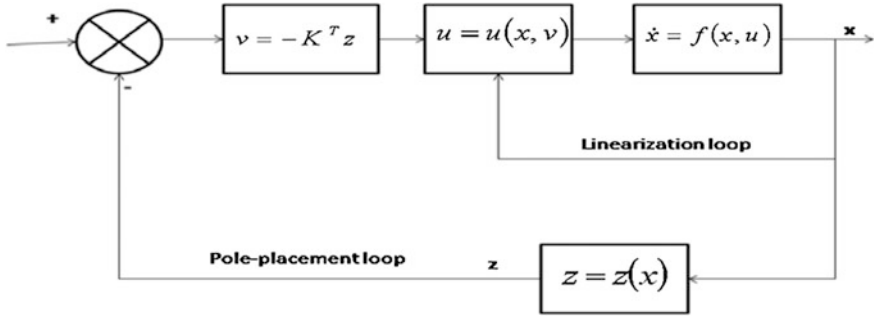 +
-
v = −K^T z
u = u(x, v)
ẋ = f(x, u)
x
Linearization loop
Pole-placement loop
z
z = z(x)